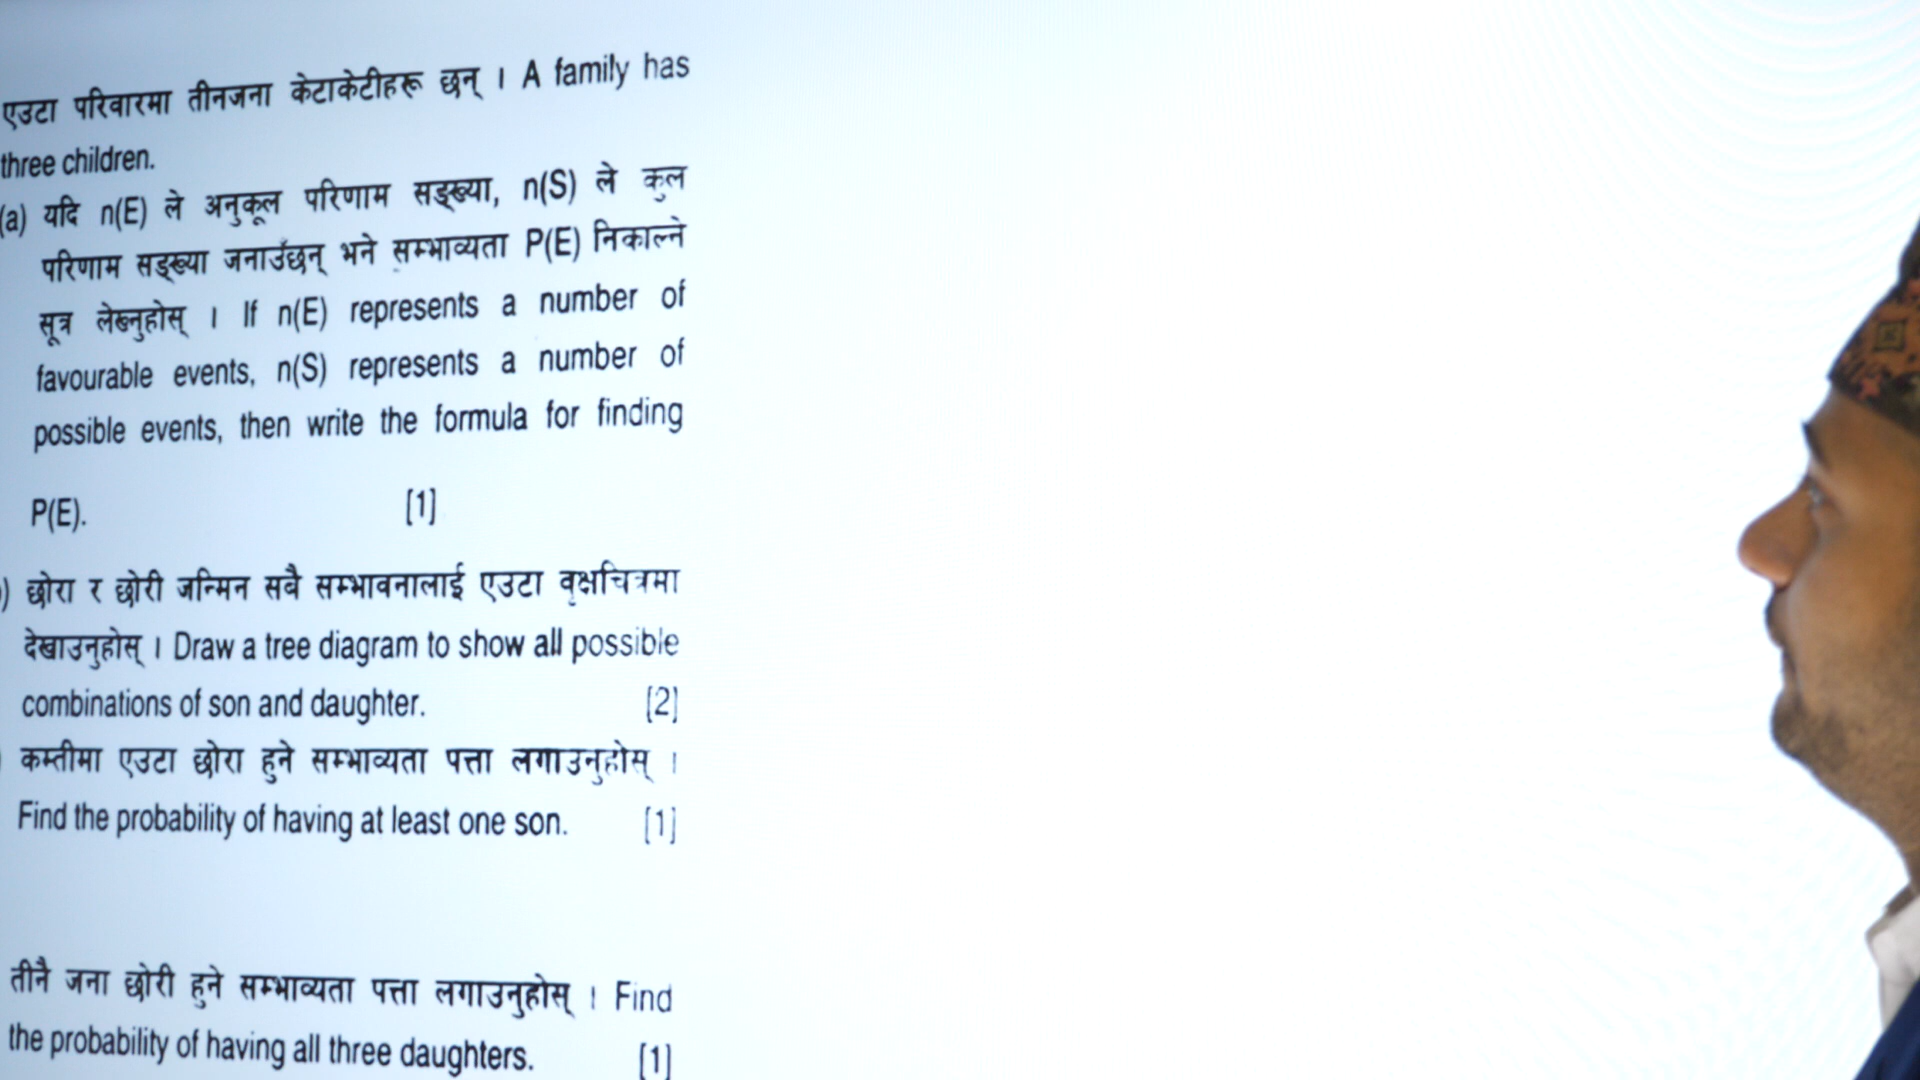 एउटा परिवारमा तीनजना केटाकेटीहरू छन् । A family has
three children.
(a) यदि n(E) ले अनुकूल परिणाम सङ्ख्या, n(S) ले कुल
परिणाम सङ्ख्या जनाउँछन् भने सम्भाव्यता P(E) निकाल्ने
सूत्र लेख्नुहोस् । If n(E) represents a number of
favourable events, n(S) represents a number of
possible events, then write the formula for finding
P(E). [1]
) छोरा र छोरी जन्मिन सबै सम्भावनालाई एउटा वृक्षचित्रमा
देखाउनुहोस् । Draw a tree diagram to show all possible
combinations of son and daughter. [2]
कम्तीमा एउटा छोरा हुने सम्भाव्यता पत्ता लगाउनुहोस् ।
Find the probability of having at least one son. [1]
तीनै जना छोरी हुने सम्भाव्यता पत्ता लगाउनुहोस् । Find
the probability of having all three daughters. [1]